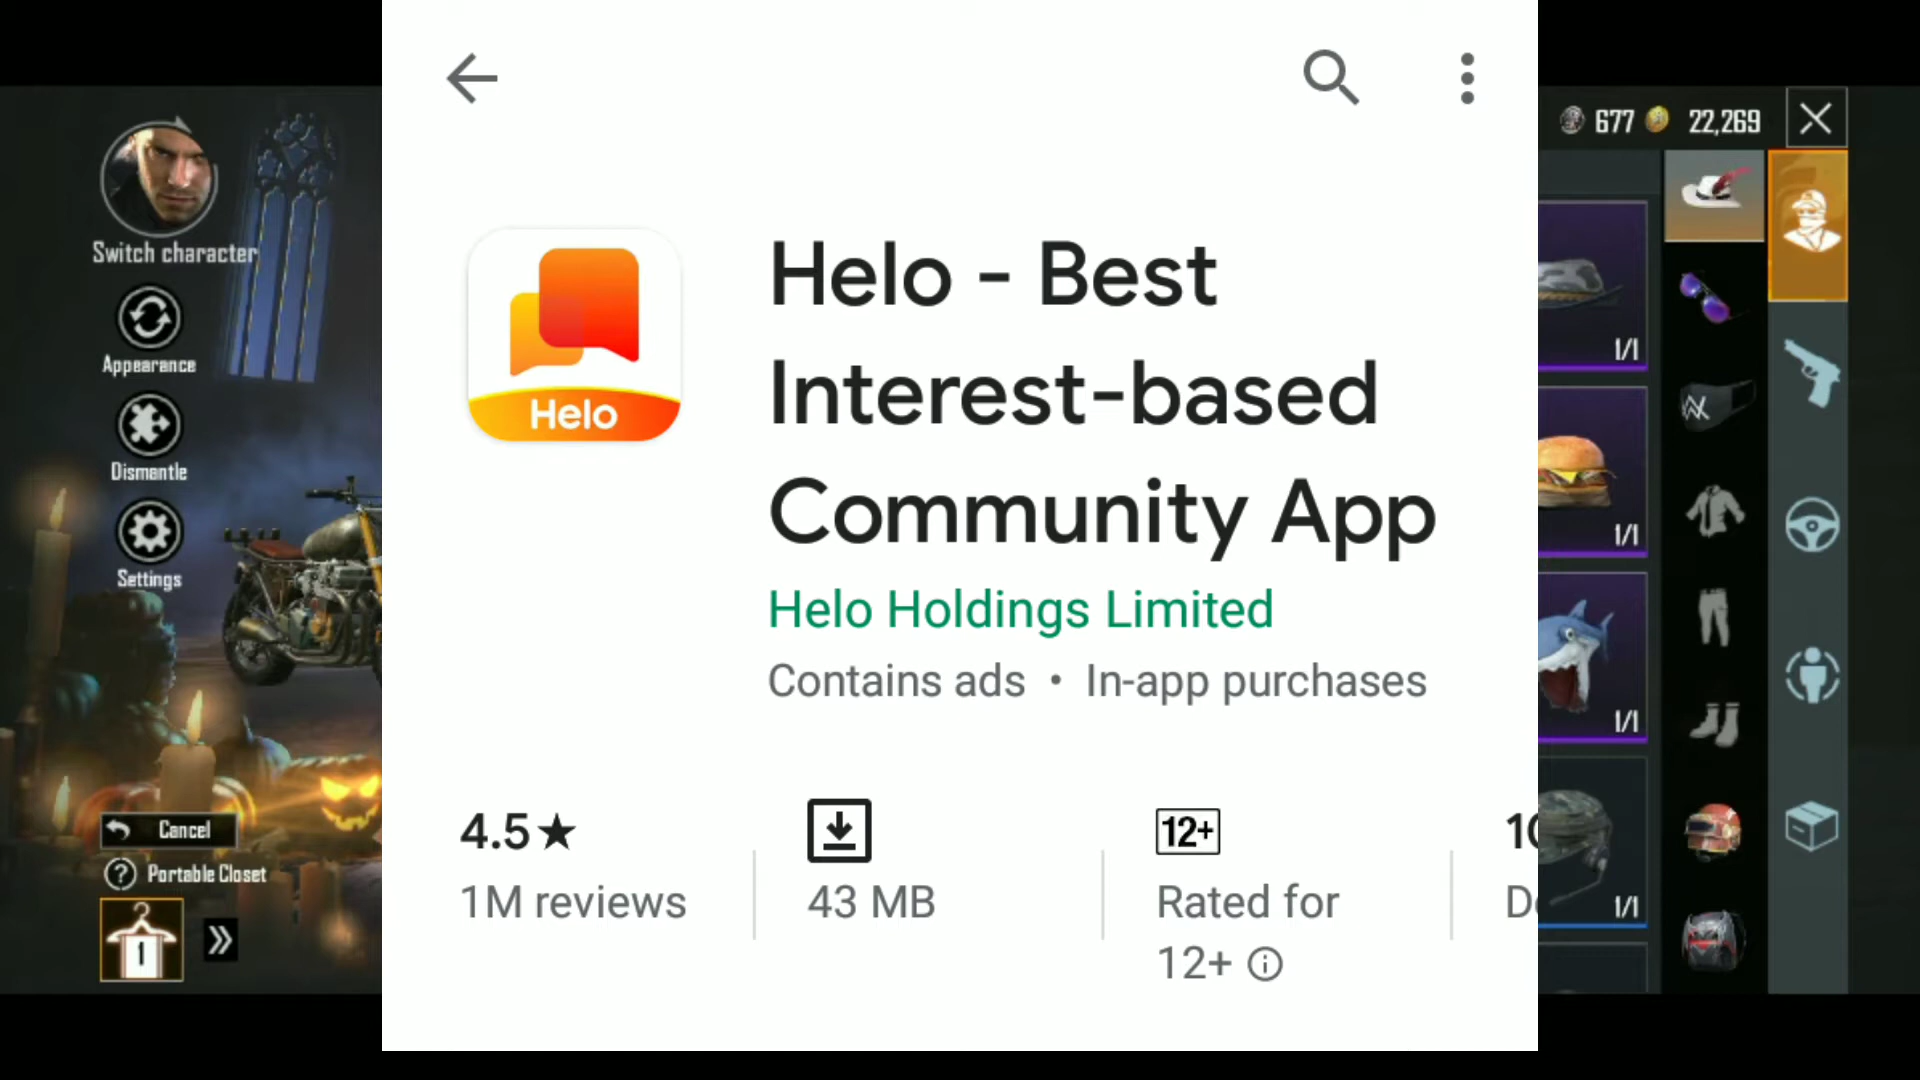 Switch character
Appearance
Dismantle
Settings
Cancel
? Portable Closet
1
Helo
Helo - Best
Interest-based
Community App
Helo Holdings Limited
Contains ads • In-app purchases
4.5★
1M reviews
43 MB
12+
Rated for
12+
677
22,269
1/1
1/1
1/1
1/1